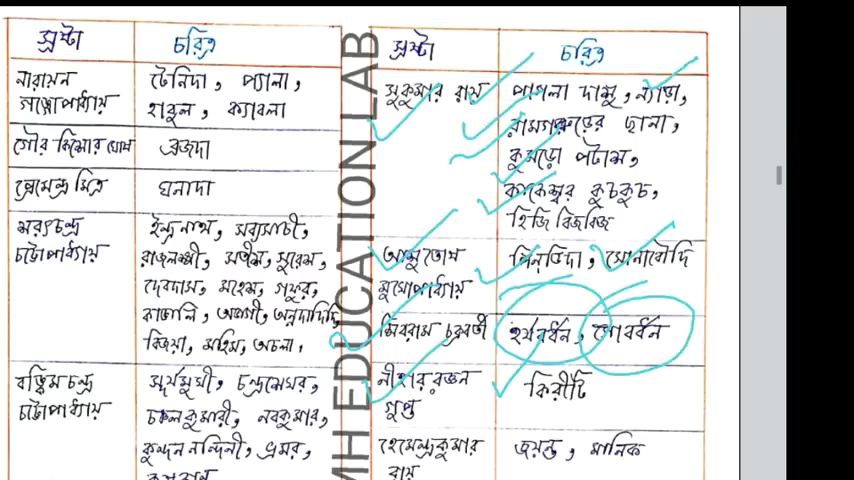 স্রষ্টা
চরিত্র
নারায়ন গঙ্গোপাধ্যায়
টেনিদা, প্যালা,
হাবুল, ক্যাবলা
গৌর কিশোর ঘোষ
ব্রজদা
প্রেমেন্দ্র মিত্র
ঘনাদা
শরৎচন্দ্র
চট্টোপাধ্যায়
ইন্দ্রনাথ, সব্যসাচী,
রাজলক্ষ্মী, সতীশ, সুরেশ,
দেবদাস, মহেশ, গফুর,
কাঙালি, অভাগী, অন্নদাদিদি,
বিজয়া, মহিম, অচলা,
বঙ্কিমচন্দ্র
চট্টোপাধ্যায়
সূর্যমুখী, চন্দ্রশেখর,
চঞ্চলকুমারী, নবকুমার,
কুন্দনন্দিনী, ভ্রমর,
MH EDUCATION LAB
স্রষ্টা
চরিত্র
সুকুমার রায়
পাগলা দাশু, ন্যাড়া,
রামগরুড়ের ছানা,
কুমড়ো পটাশ,
কাকেশ্বর কুচকুচ,
হিজি বিজবিজ
আশুতোষ
মুখোপাধ্যায়
পিনডিদা, সোনাবৌদি
শিবরাম চক্রবর্তী
হর্ষবর্ধন, গোবর্ধন
নীহার রঞ্জন
গুপ্ত
কিরীটি
হেমেন্দ্রকুমার
রায়
জয়ন্ত, মানিক